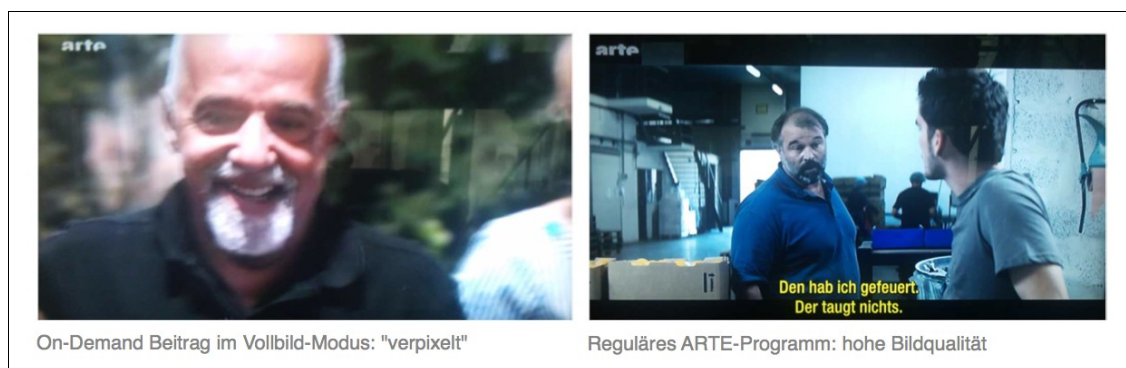 arte
arte
Den hab ich gefeuert.
Der taugt nichts.
On-Demand Beitrag im Vollbild-Modus: "verpixelt"
Reguläres ARTE-Programm: hohe Bildqualität